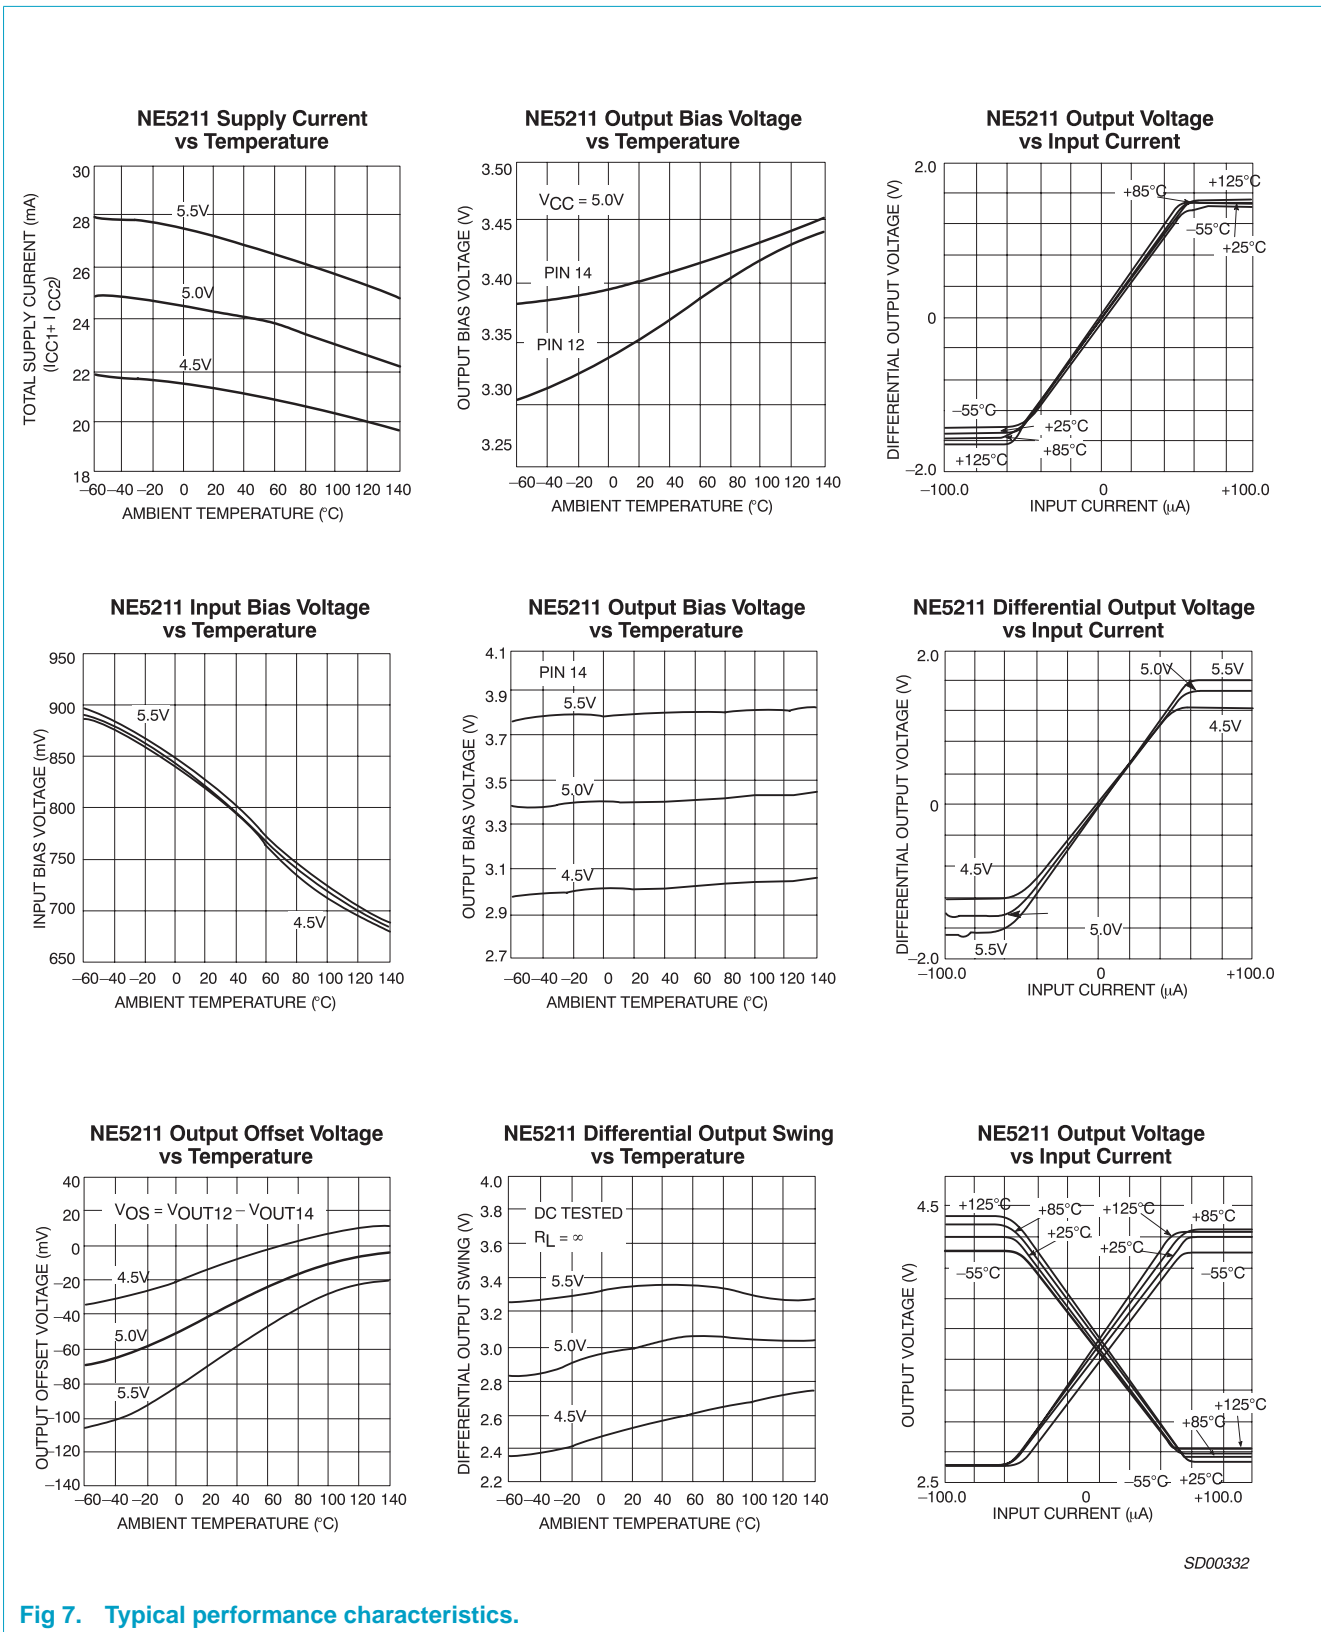 NE5211 Supply Current
vs Temperature
TOTAL SUPPLY CURRENT (mA)
(ICC1+ I CC2)
30
28
26
24
22
20
18
5.5V
5.0V
4.5V
–60–40 –20 0 20 40 60 80 100 120 140
AMBIENT TEMPERATURE (°C)
NE5211 Output Bias Voltage
vs Temperature
OUTPUT BIAS VOLTAGE (V)
3.50
3.45
3.40
3.35
3.30
3.25
VCC = 5.0V
PIN 14
PIN 12
–60–40 –20 0 20 40 60 80 100 120 140
AMBIENT TEMPERATURE (°C)
NE5211 Output Voltage
vs Input Current
DIFFERENTIAL OUTPUT VOLTAGE (V)
2.0
0
–2.0
+125°C
+85°C
–55°C
+25°C
–55°C
+25°C
+85°C
+125°C
–100.0 0 +100.0
INPUT CURRENT (µA)
NE5211 Input Bias Voltage
vs Temperature
INPUT BIAS VOLTAGE (mV)
950
900
850
800
750
700
650
5.5V
4.5V
–60–40 –20 0 20 40 60 80 100 120 140
AMBIENT TEMPERATURE (°C)
NE5211 Output Bias Voltage
vs Temperature
OUTPUT BIAS VOLTAGE (V)
4.1
3.9
3.7
3.5
3.3
3.1
2.9
2.7
PIN 14
5.5V
5.0V
4.5V
–60–40 –20 0 20 40 60 80 100 120 140
AMBIENT TEMPERATURE (°C)
NE5211 Differential Output Voltage
vs Input Current
DIFFERENTIAL OUTPUT VOLTAGE (V)
2.0
0
–2.0
5.0V 5.5V
4.5V
4.5V
5.0V
5.5V
–100.0 0 +100.0
INPUT CURRENT (µA)
NE5211 Output Offset Voltage
vs Temperature
OUTPUT OFFSET VOLTAGE (mV)
40
20
0
–20
–40
–60
–80
–100
–120
–140
VOS = VOUT12 – VOUT14
4.5V
5.0V
5.5V
–60–40 –20 0 20 40 60 80 100 120 140
AMBIENT TEMPERATURE (°C)
NE5211 Differential Output Swing
vs Temperature
DIFFERENTIAL OUTPUT SWING (V)
4.0
3.8
3.6
3.4
3.2
3.0
2.8
2.6
2.4
2.2
DC TESTED
RL = ∞
5.5V
5.0V
4.5V
–60–40 –20 0 20 40 60 80 100 120 140
AMBIENT TEMPERATURE (°C)
NE5211 Output Voltage
vs Input Current
OUTPUT VOLTAGE (V)
4.5
2.5
+125°C
+85°C
+125°C
+85°C
+25°C
+25°C
–55°C
–55°C
+125°C
+85°C
–55°C
+25°C
–100.0 0 +100.0
INPUT CURRENT (µA)
SD00332
Fig 7. Typical performance characteristics.